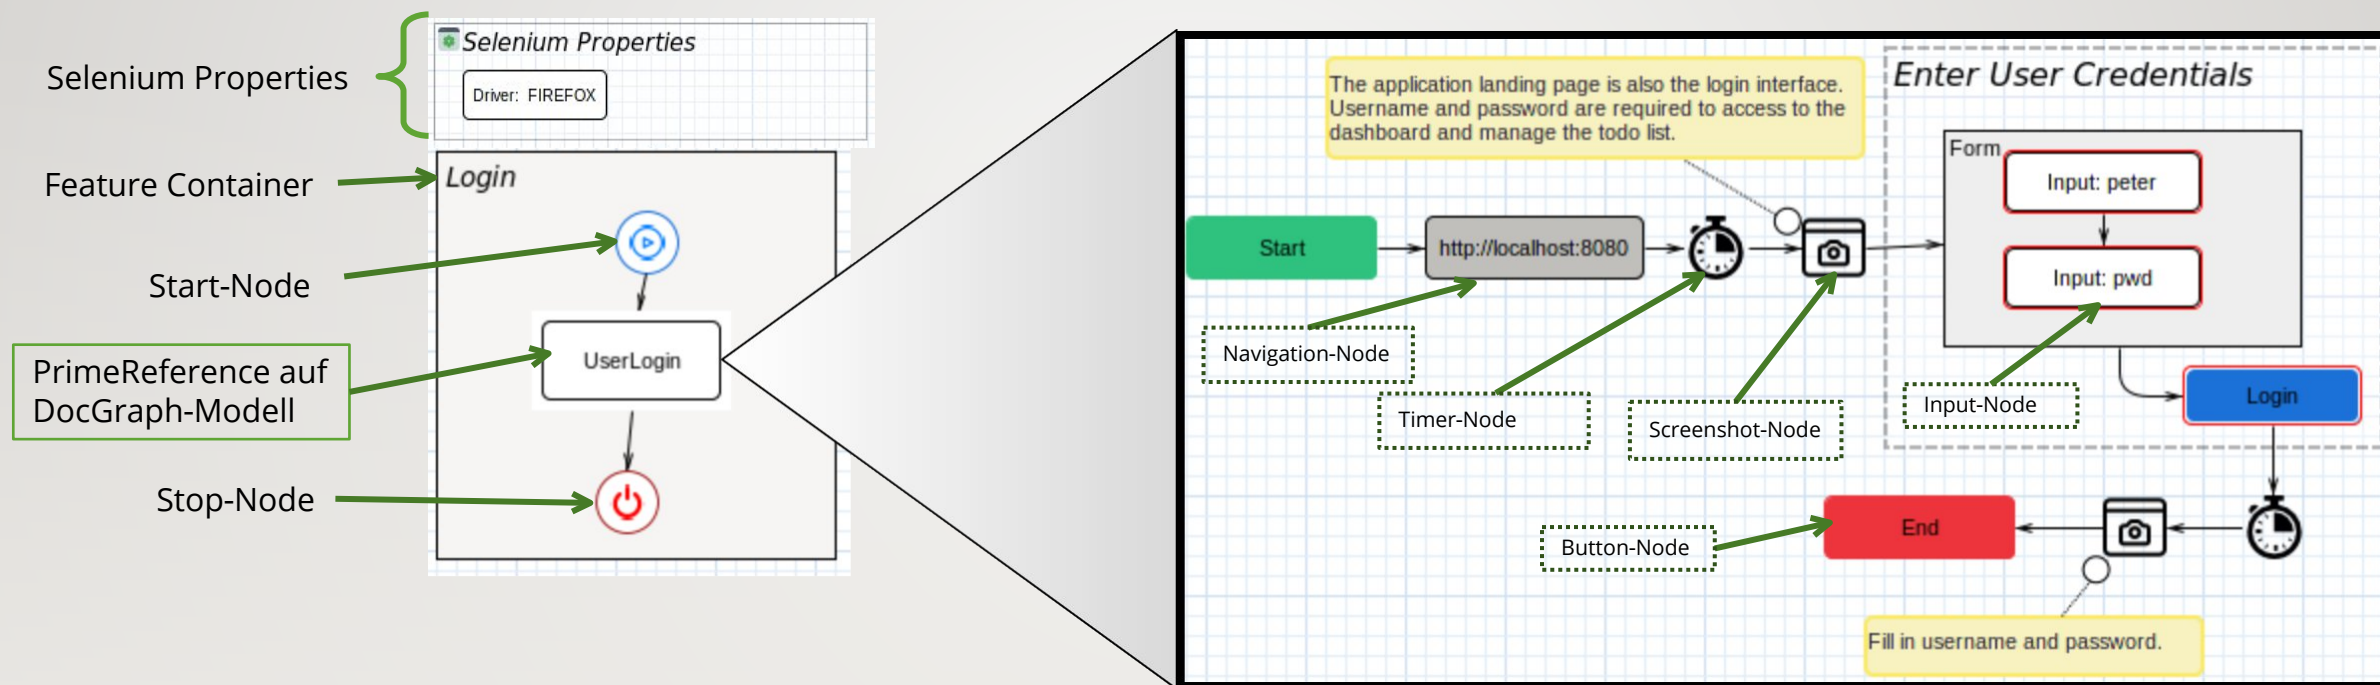 Selenium Properties
Feature Container
Start-Node
PrimeReference auf
DocGraph-Modell
Stop-Node
Selenium Properties
Driver: FIREFOX
Login
UserLogin
The application landing page is also the login interface.
Username and password are required to access to the
dashboard and manage the todo list.
Enter User Credentials
Form
Input: peter
Input: pwd
Start
http://localhost:8080
Navigation-Node
Timer-Node
Screenshot-Node
Input-Node
Login
Button-Node
End
Fill in username and password.